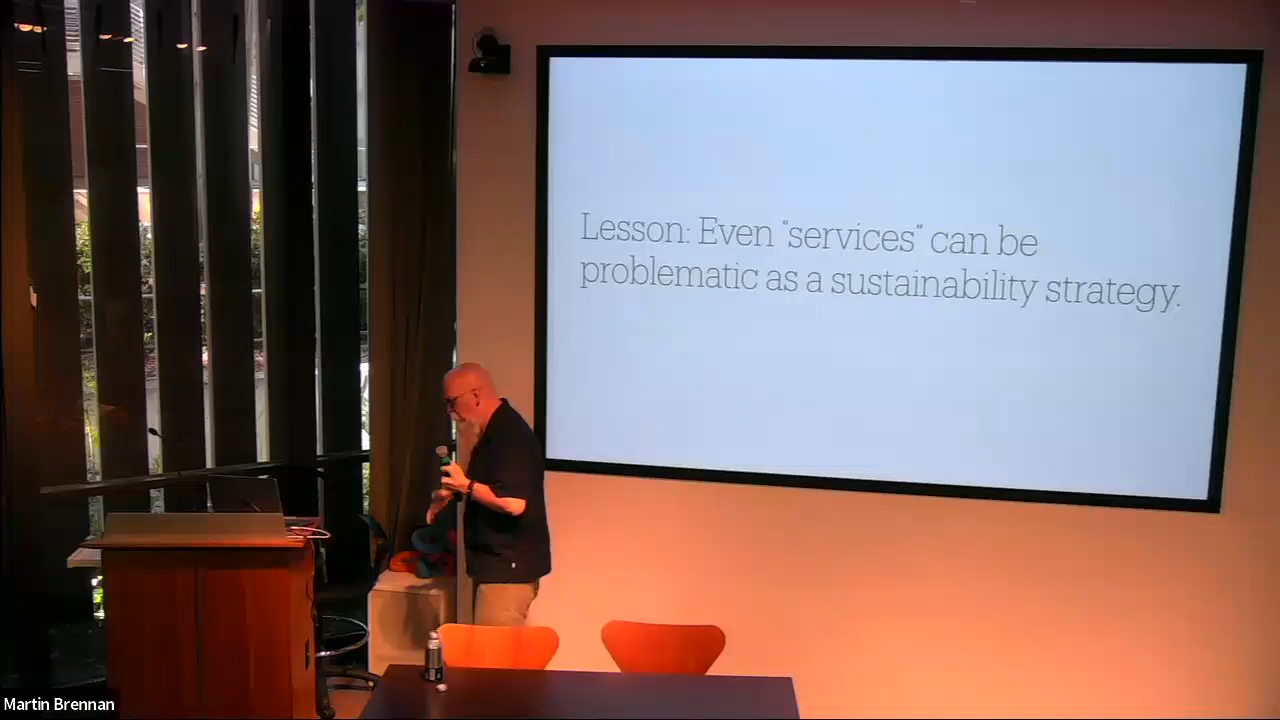 Lesson: Even "services" can be
problematic as a sustainability strategy.
Martin Brennan